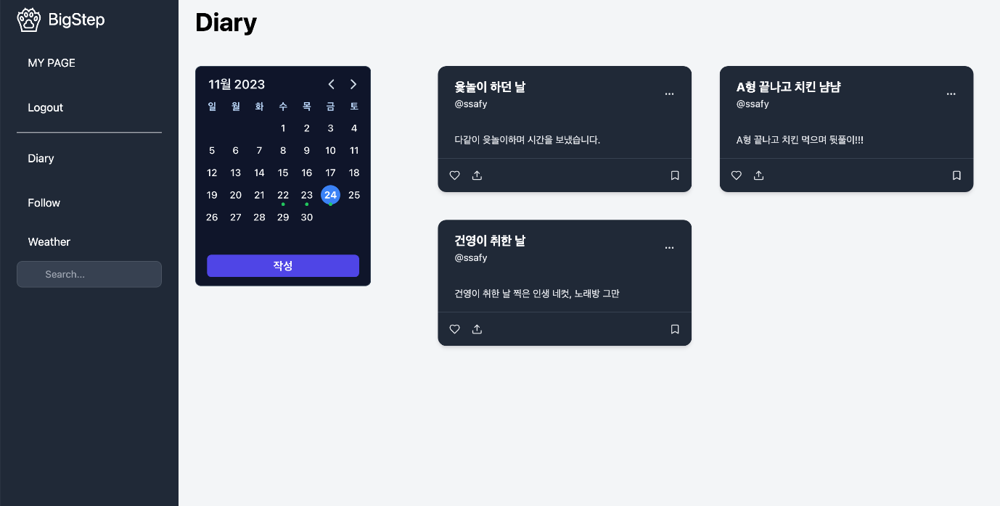 BigStep
MY PAGE
Logout
Diary
Follow
Weather
Search...
Diary
11월 2023
일 월 화 수 목 금 토
1 2 3 4
5 6 7 8 9 10 11
12 13 14 15 16 17 18
19 20 21 22 23 24 25
26 27 28 29 30
작성
윷놀이 하던 날
@ssafy
다같이 윷놀이하며 시간을 보냈습니다.
A형 끝나고 치킨 냠냠
@ssafy
A형 끝나고 치킨 먹으며 뒷풀이!!!
건영이 취한 날
@ssafy
건영이 취한 날 찍은 인생 네컷, 노래방 그만